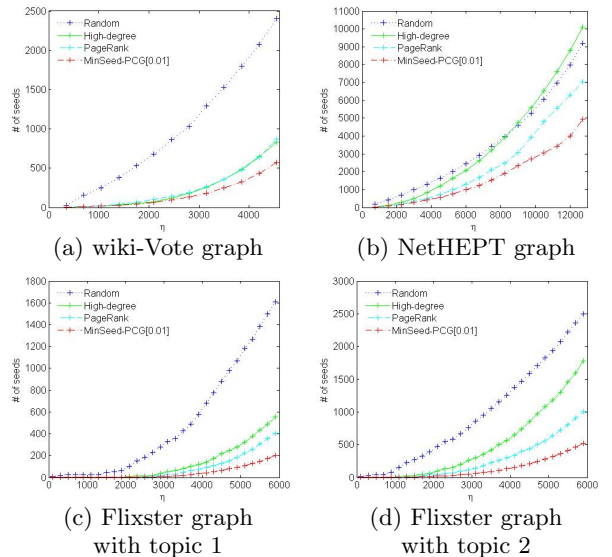 2500
2000
1500
1000
500
0
# of seeds
Random
High-degree
PageRank
MinSeed-PCG[0.01]
0 1000 2000 3000 4000
η
(a) wiki-Vote graph
11000
10000
9000
8000
7000
6000
5000
4000
3000
2000
1000
0
# of seeds
Random
High-degree
PageRank
MinSeed-PCG[0.01]
0 2000 4000 6000 8000 10000 12000
η
(b) NetHEPT graph
1800
1600
1400
1200
1000
800
600
400
200
0
# of seeds
Random
High-degree
PageRank
MinSeed-PCG[0.01]
0 1000 2000 3000 4000 5000 6000
η
(c) Flixster graph
with topic 1
3000
2500
2000
1500
1000
500
0
# of seeds
Random
High-degree
PageRank
MinSeed-PCG[0.01]
0 1000 2000 3000 4000 5000 6000
η
(d) Flixster graph
with topic 2